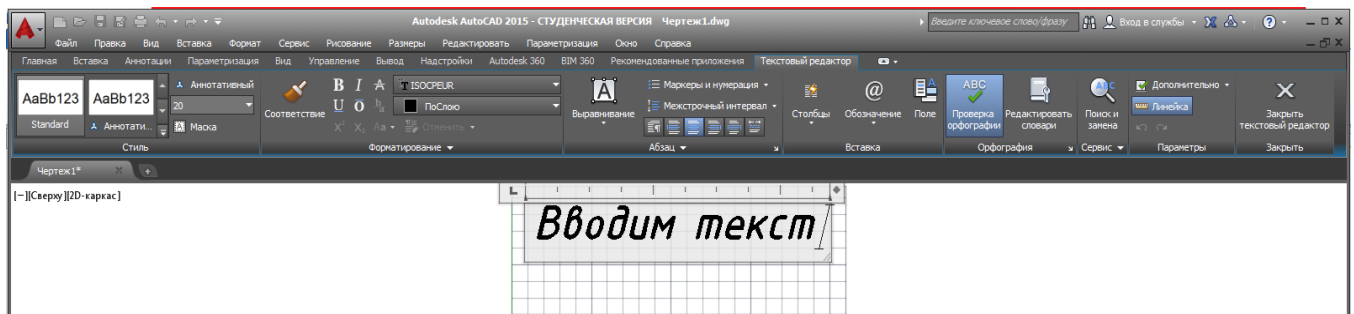 Autodesk AutoCAD 2015 - СТУДЕНЧЕСКАЯ ВЕРСИЯ Чертеж1.dwg Введите ключевое слово/фразу Вход в службы
Файл Правка Вид Вставка Формат Сервис Рисование Размеры Редактировать Параметризация Окно Справка
Главная Вставка Аннотации Параметризация Вид Управление Вывод Надстройки Autodesk 360 BIM 360 Рекомендованные приложения Текстовый редактор
AaBb123 AaBb123 Аннотативный
Standard Аннотати... 20
Маска
Соответствие
B I A ISOCPEUR
U O ПоСлою
X² X₂ Aa Отменить
A
Выравнивание
Маркеры и нумерация
Межстрочный интервал
Столбцы
@
Обозначение
Поле
ABC
Проверка орфографии
Редактировать словари
ABC
Поиск и замена
Дополнительно
Линейка
Закрыть текстовый редактор
Стиль Форматирование Абзац Вставка Орфография Сервис Параметры Закрыть
Чертеж1*
[−][Сверху][2D-каркас]
Вводим текст